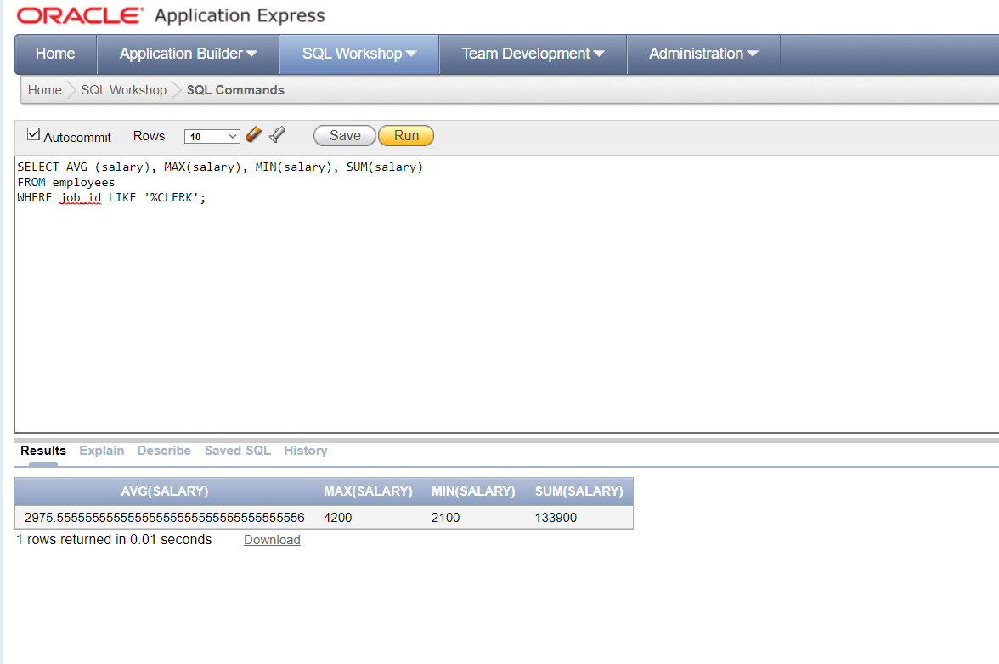 ORACLE® Application Express
Home Application Builder SQL Workshop Team Development Administration
Home SQL Workshop SQL Commands
Autocommit Rows 10 Save Run
SELECT AVG (salary), MAX(salary), MIN(salary), SUM(salary)
FROM employees
WHERE job_id LIKE '%CLERK';
Results Explain Describe Saved SQL History
AVG(SALARY) MAX(SALARY) MIN(SALARY) SUM(SALARY)
2975.55555555555555555555555555555556 4200 2100 133900
1 rows returned in 0.01 seconds Download